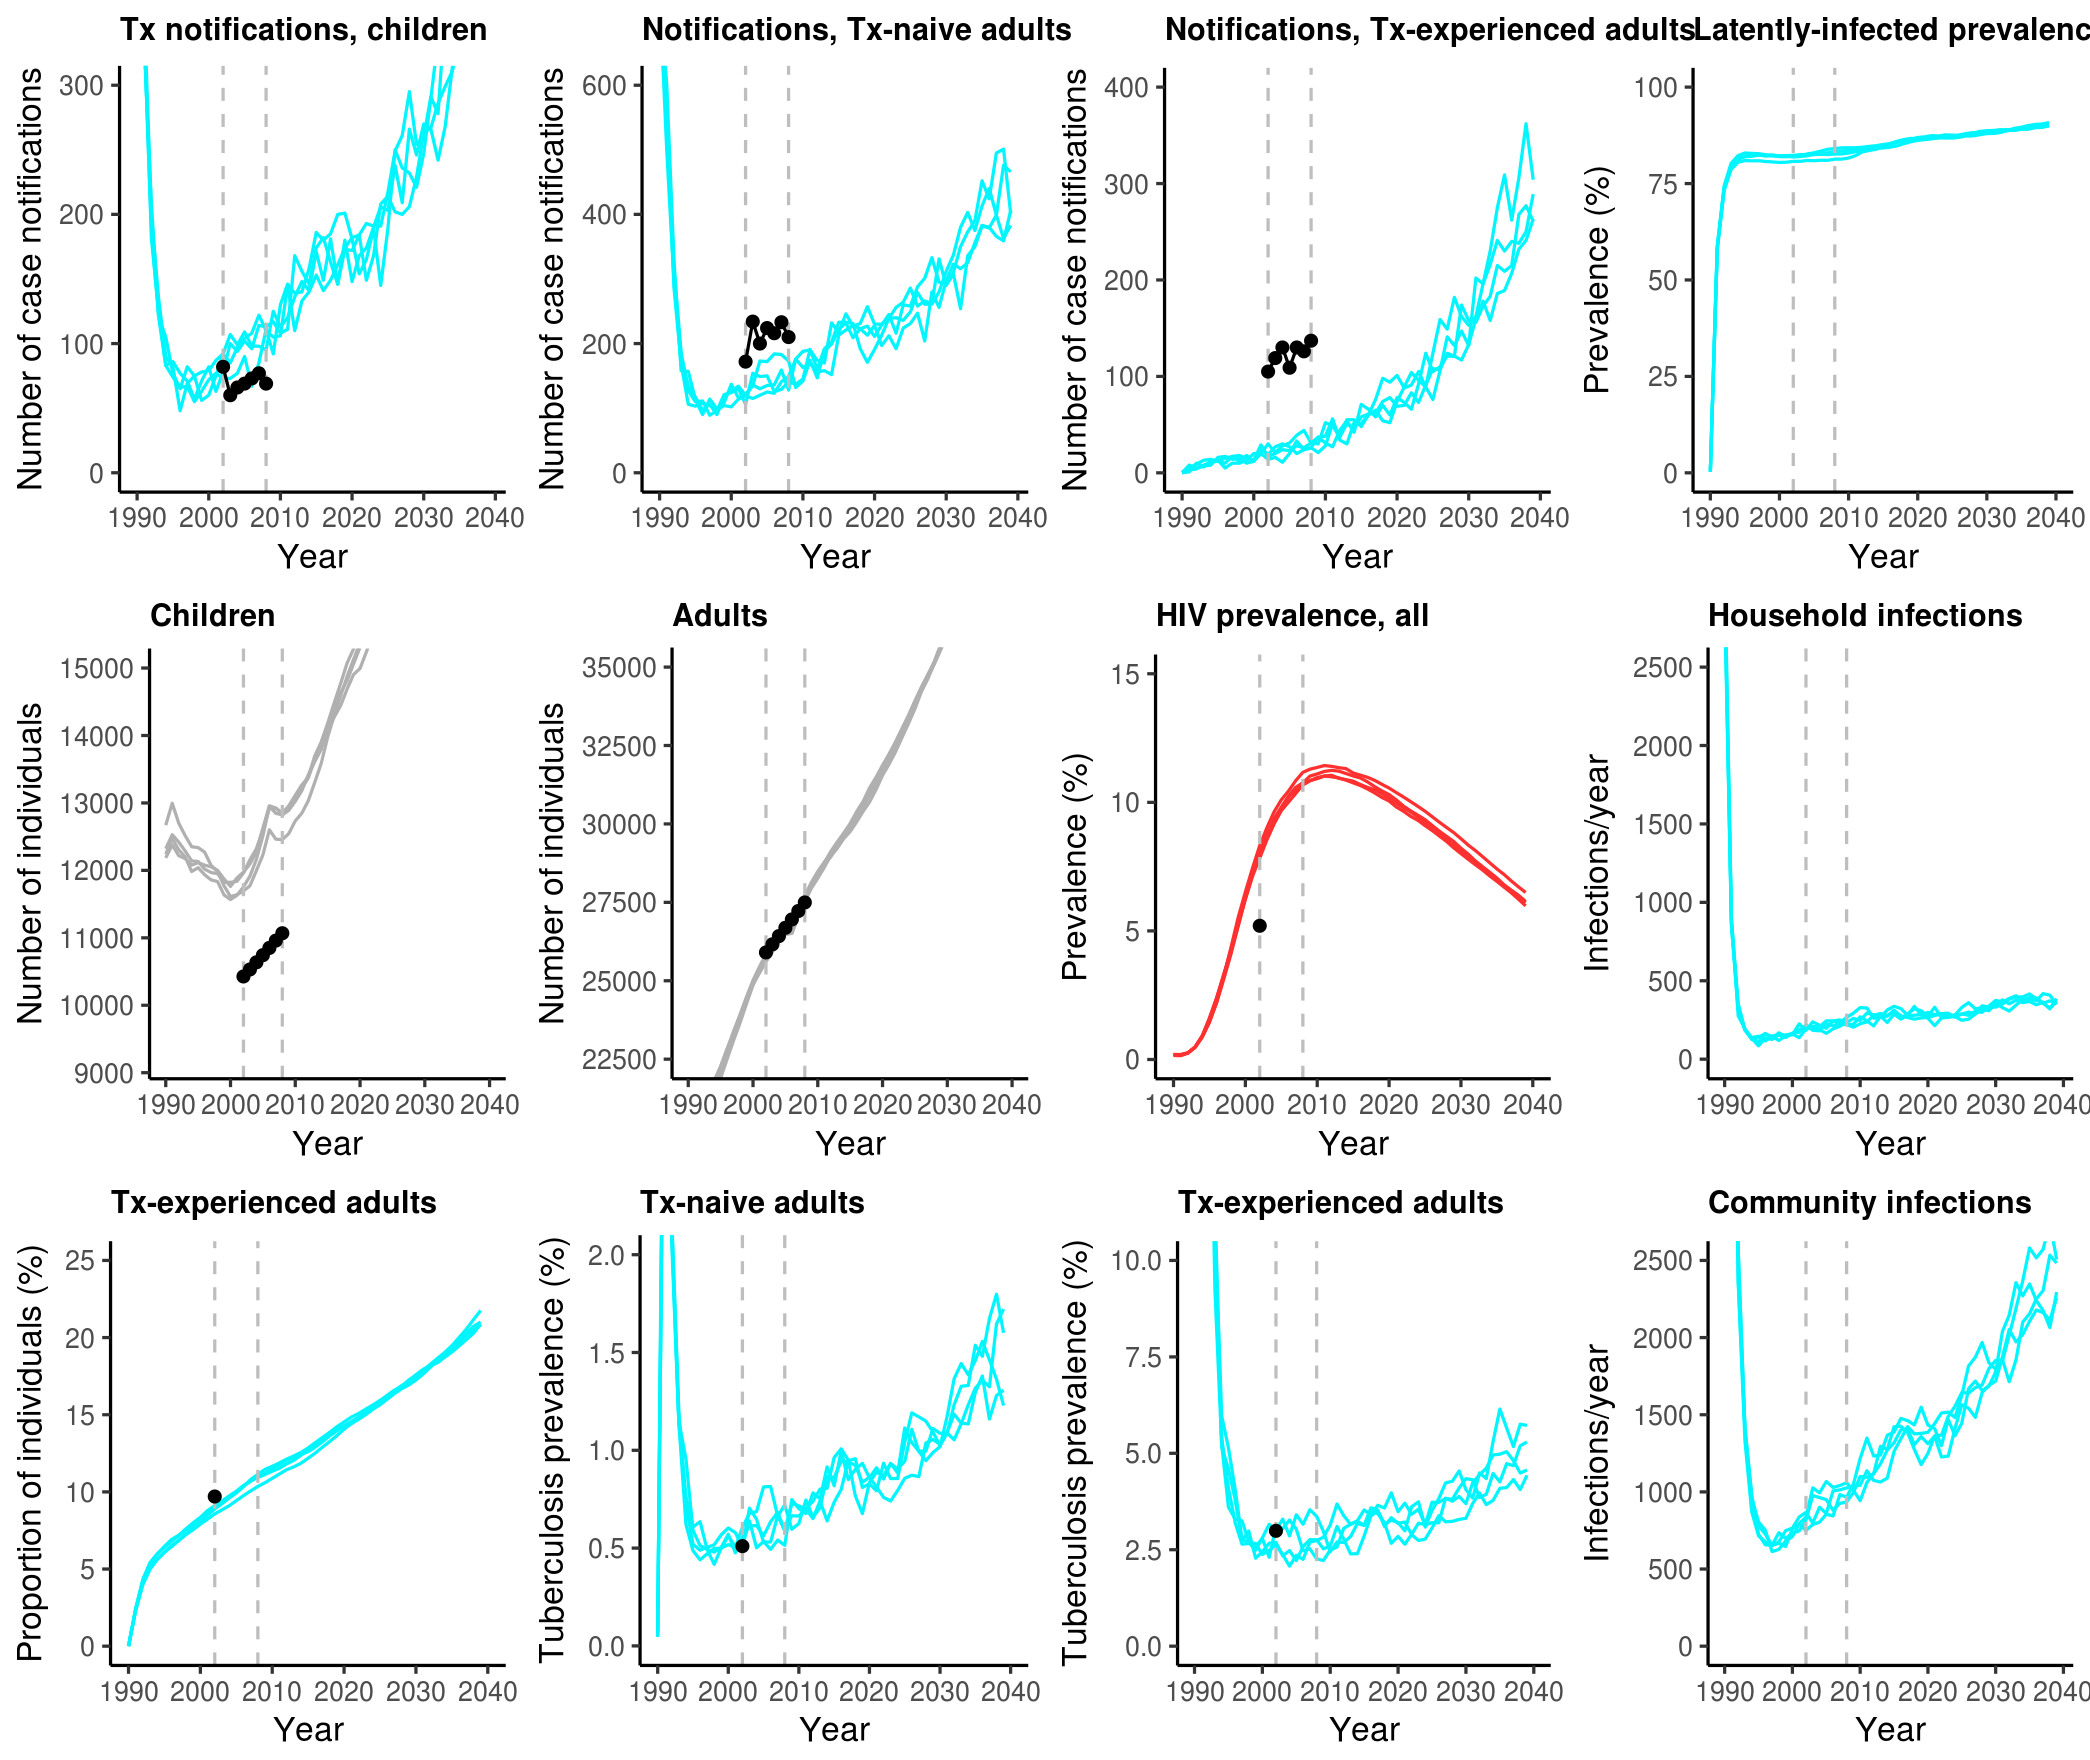 Tx notifications, children
Number of case notifications
300
200
100
0
1990 2000 2010 2020 2030 2040
Year
Notifications, Tx-naive adults
Number of case notifications
600
400
200
0
1990 2000 2010 2020 2030 2040
Year
Notifications, Tx-experienced adults
Number of case notifications
400
300
200
100
0
1990 2000 2010 2020 2030 2040
Year
Latently-infected prevalenc
Prevalence (%)
100
75
50
25
0
1990 2000 2010 2020 2030 2040
Year
Children
Number of individuals
15000
14000
13000
12000
11000
10000
9000
1990 2000 2010 2020 2030 2040
Year
Adults
Number of individuals
35000
32500
30000
27500
25000
22500
1990 2000 2010 2020 2030 2040
Year
HIV prevalence, all
Prevalence (%)
15
10
5
0
1990 2000 2010 2020 2030 2040
Year
Household infections
Infections/year
2500
2000
1500
1000
500
0
1990 2000 2010 2020 2030 2040
Year
Tx-experienced adults
Proportion of individuals (%)
25
20
15
10
5
0
1990 2000 2010 2020 2030 2040
Year
Tx-naive adults
Tuberculosis prevalence (%)
2.0
1.5
1.0
0.5
0.0
1990 2000 2010 2020 2030 2040
Year
Tx-experienced adults
Tuberculosis prevalence (%)
10.0
7.5
5.0
2.5
0.0
1990 2000 2010 2020 2030 2040
Year
Community infections
Infections/year
2500
2000
1500
1000
500
0
1990 2000 2010 2020 2030 2040
Year